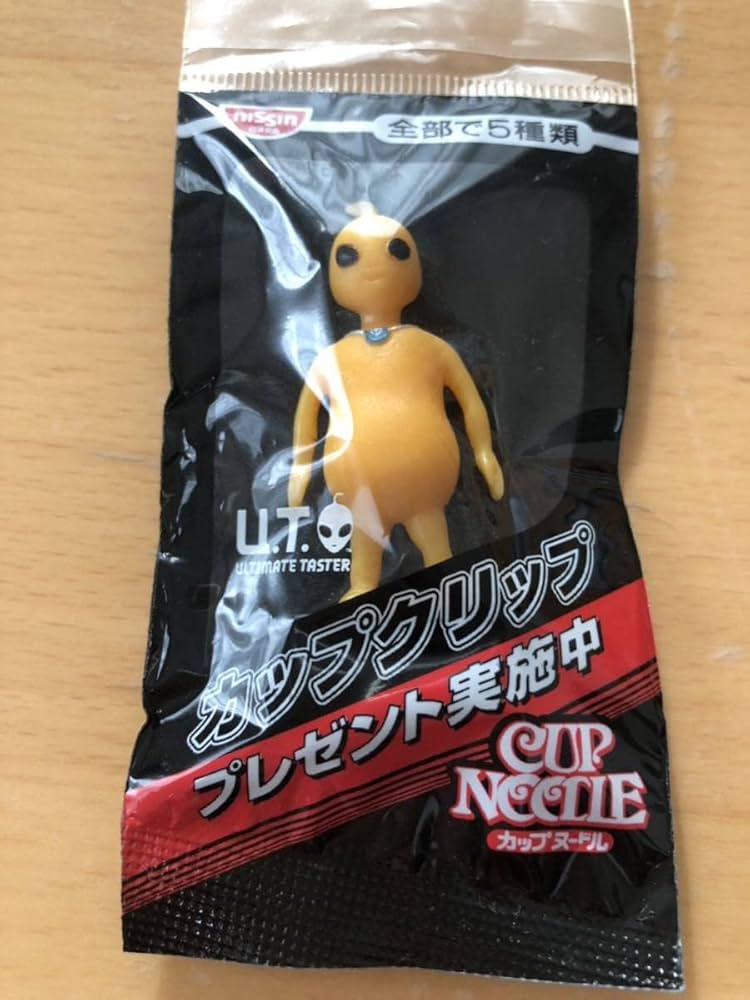 NISSIN
全部で5種類
U.T.
ULTIMATE TASTER
カップクリップ
プレゼント実施中
CUP
NOODLE
カップヌードル